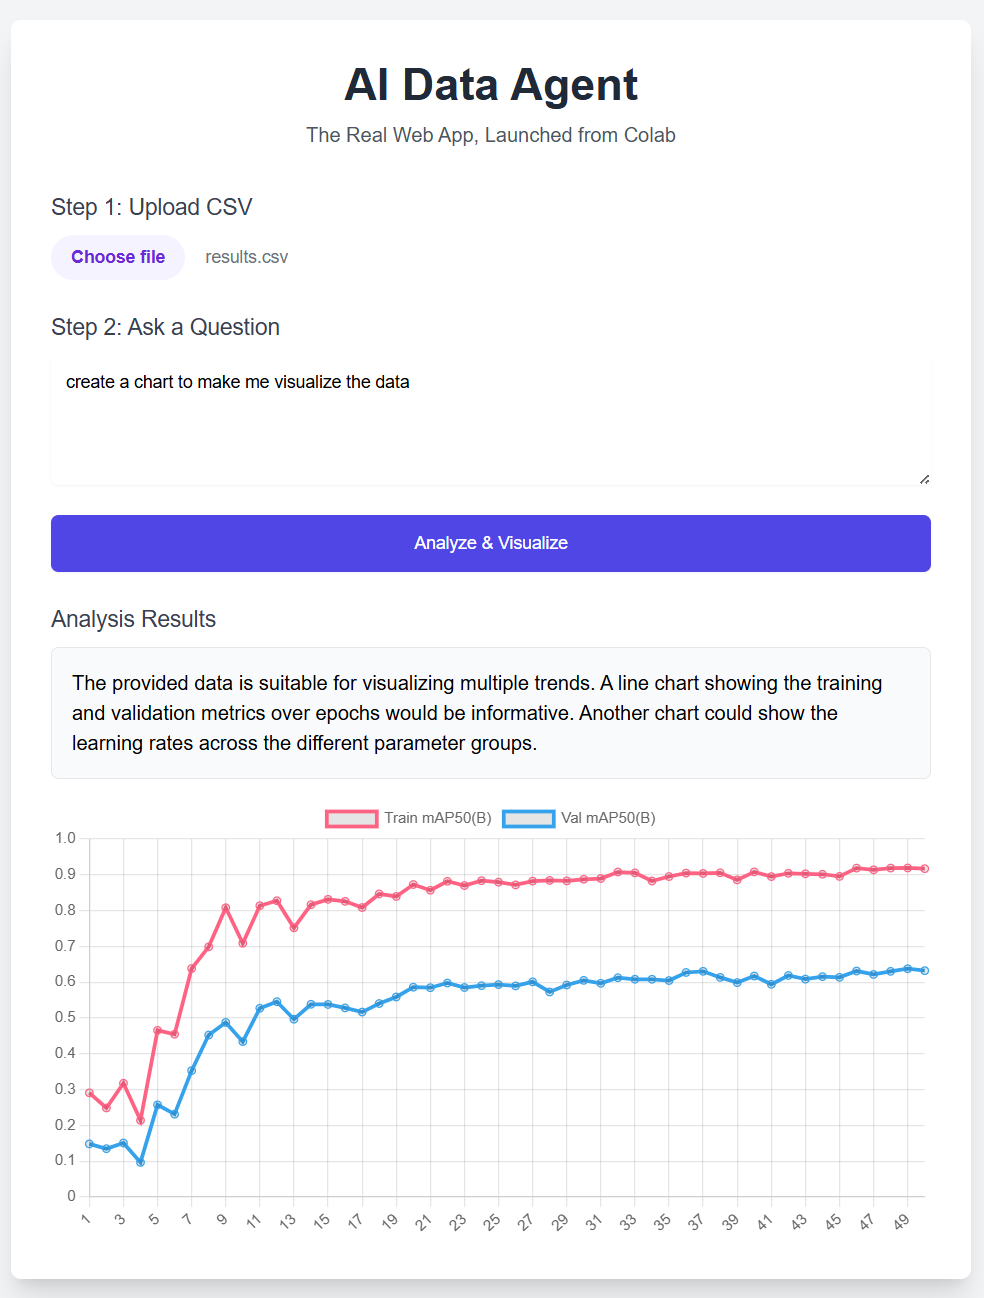 AI Data Agent
The Real Web App, Launched from Colab
Step 1: Upload CSV
Choose file results.csv
Step 2: Ask a Question
create a chart to make me visualize the data
Analyze & Visualize
Analysis Results
The provided data is suitable for visualizing multiple trends. A line chart showing the training
and validation metrics over epochs would be informative. Another chart could show the
learning rates across the different parameter groups.
Train mAP50(B) Val mAP50(B)
1.0
0.9
0.8
0.7
0.6
0.5
0.4
0.3
0.2
0.1
0
1 3 5 7 9 11 13 15 17 19 21 23 25 27 29 31 33 35 37 39 41 43 45 47 49